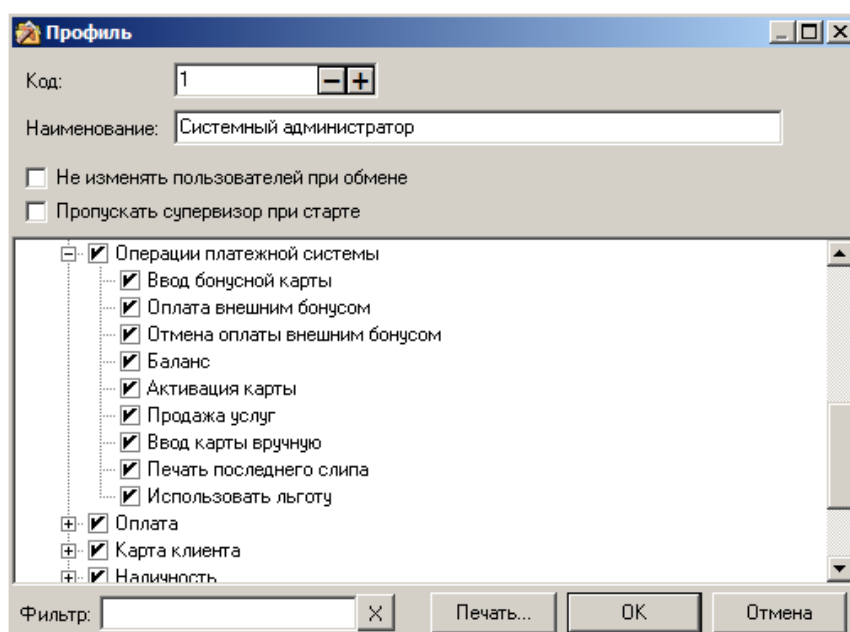 Профиль
Код: 1
Наименование: Системный администратор
Не изменять пользователей при обмене
Пропускать супервизор при старте
Операции платежной системы
Ввод бонусной карты
Оплата внешним бонусом
Отмена оплаты внешним бонусом
Баланс
Активация карты
Продажа услуг
Ввод карты вручную
Печать последнего слипа
Использовать льготу
Оплата
Карта клиента
Наличность
Фильтр: X Печать... OK Отмена